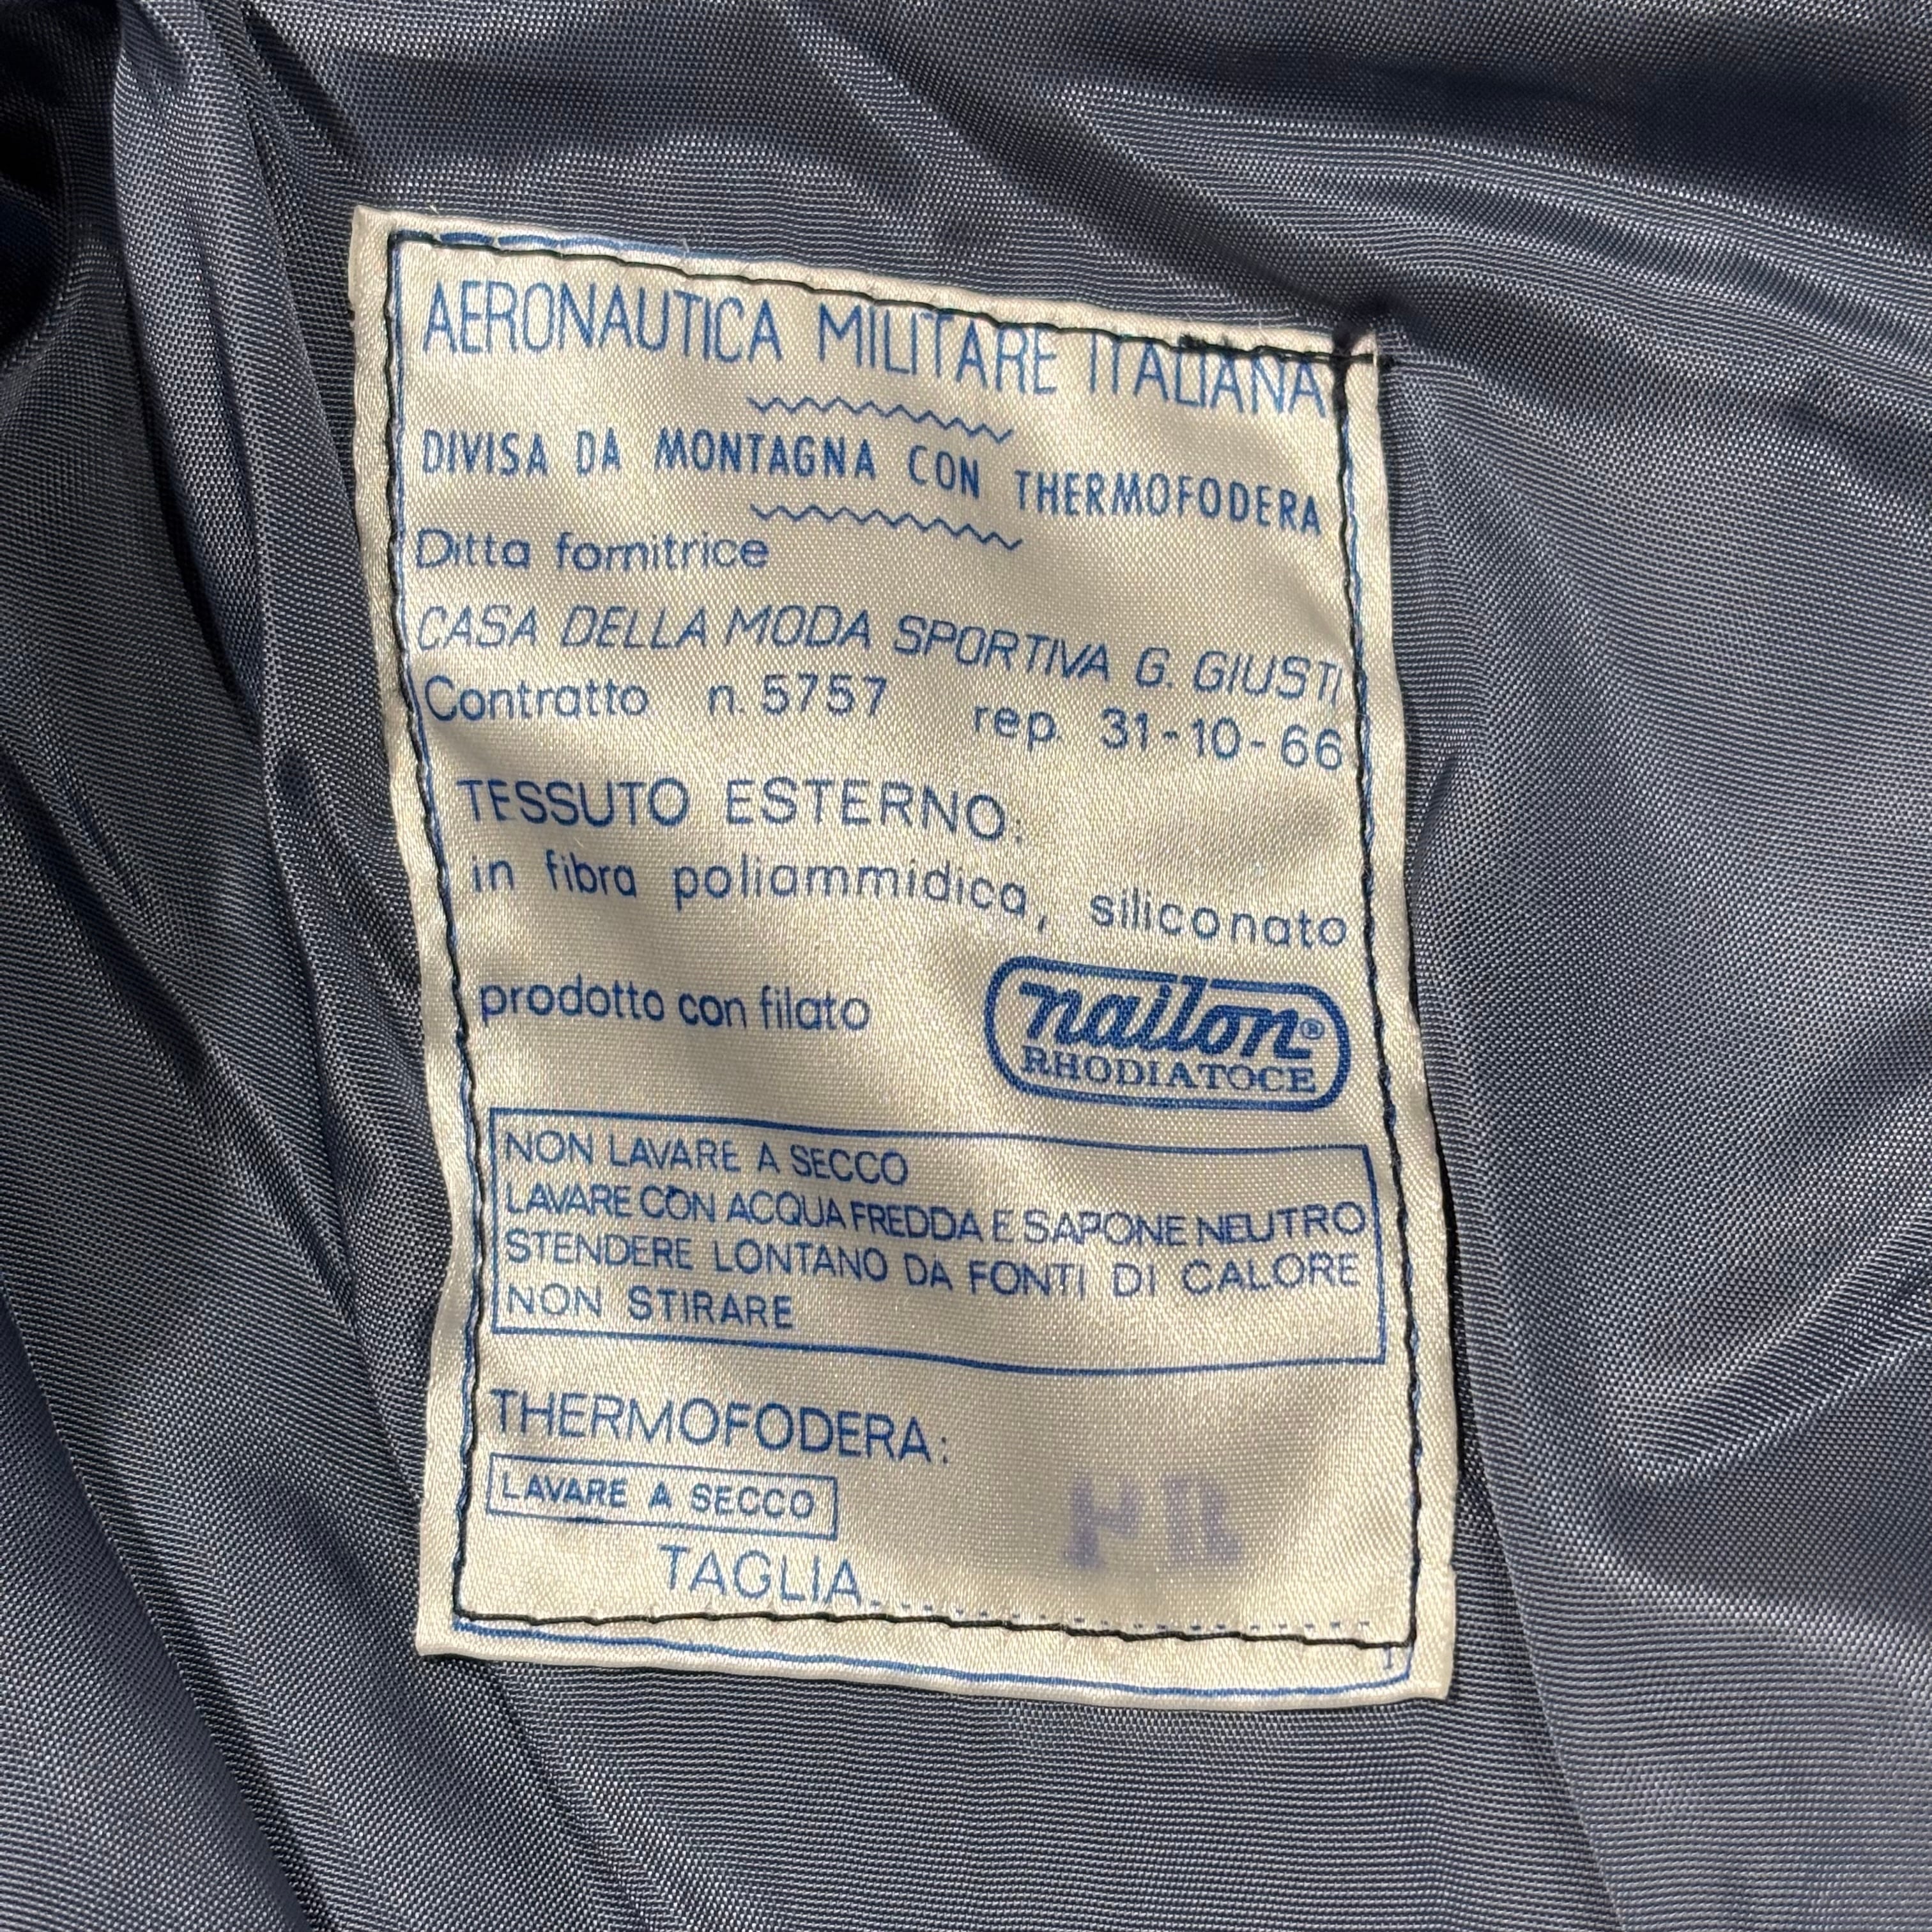 AERONAUTICA MILITARE ITALIANA
DIVISA DA MONTAGNA CON THERMOFODERA
Ditta fornitrice
CASA DELLA MODA SPORTIVA G. GIUSTI
Contratto n. 5757 rep. 31-10-66
TESSUTO ESTERNO:
in fibra poliammidica, siliconato
prodotto con filato
nailon®
RHODIATOCE
NON LAVARE A SECCO
LAVARE CON ACQUA FREDDA E SAPONE NEUTRO
STENDERE LONTANO DA FONTI DI CALORE
NON STIRARE
THERMOFODERA:
LAVARE A SECCO
TAGLIA